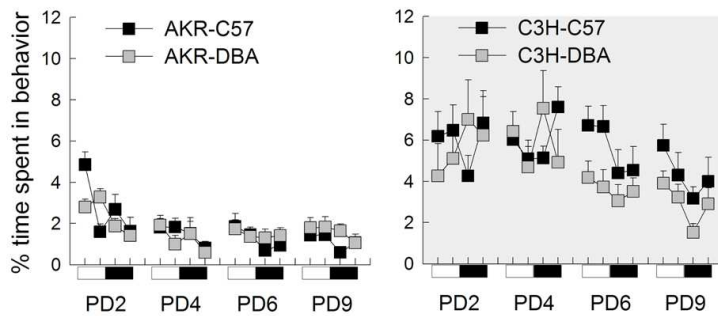 % time spent in behavior
12
10
8
6
4
2
0
AKR-C57
AKR-DBA
PD2 PD4 PD6 PD9
12
10
8
6
4
2
0
C3H-C57
C3H-DBA
PD2 PD4 PD6 PD9